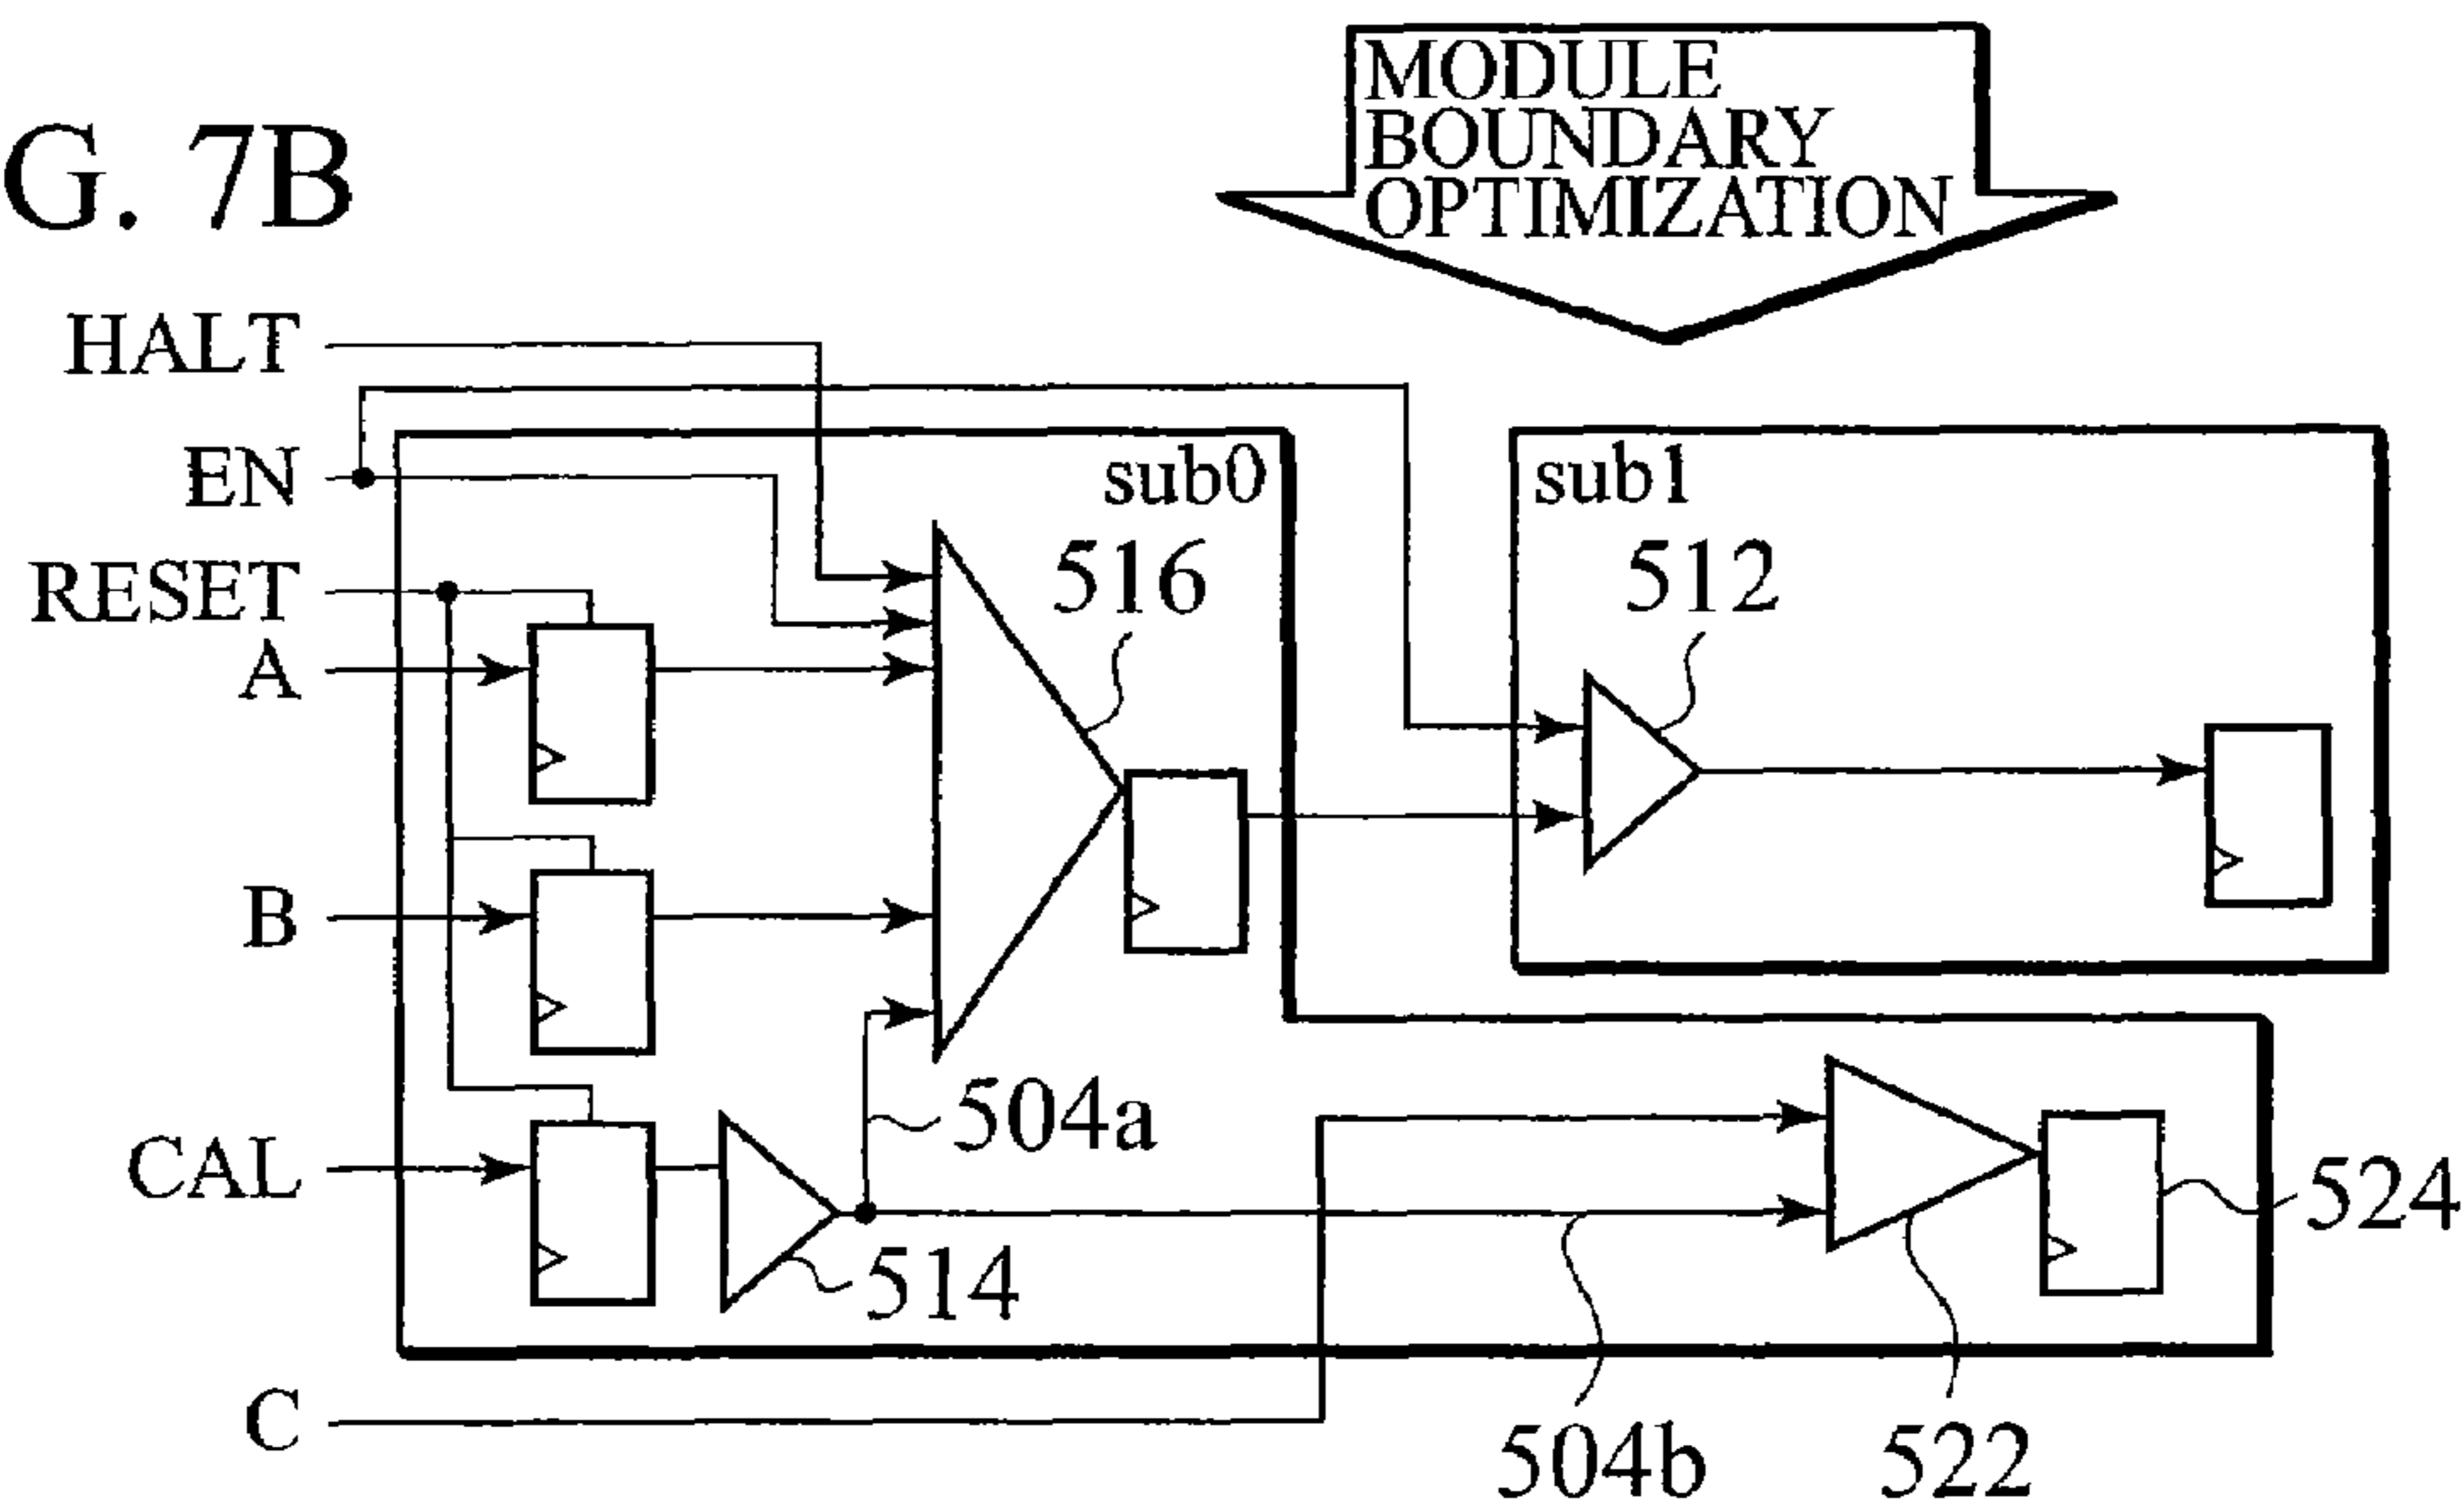 G. 7B
MODULE
BOUNDARY
OPTIMIZATION
HALT
EN
RESET
A
B
CAL
C
sub0
516
sub1
512
504a
514
524
504b
522